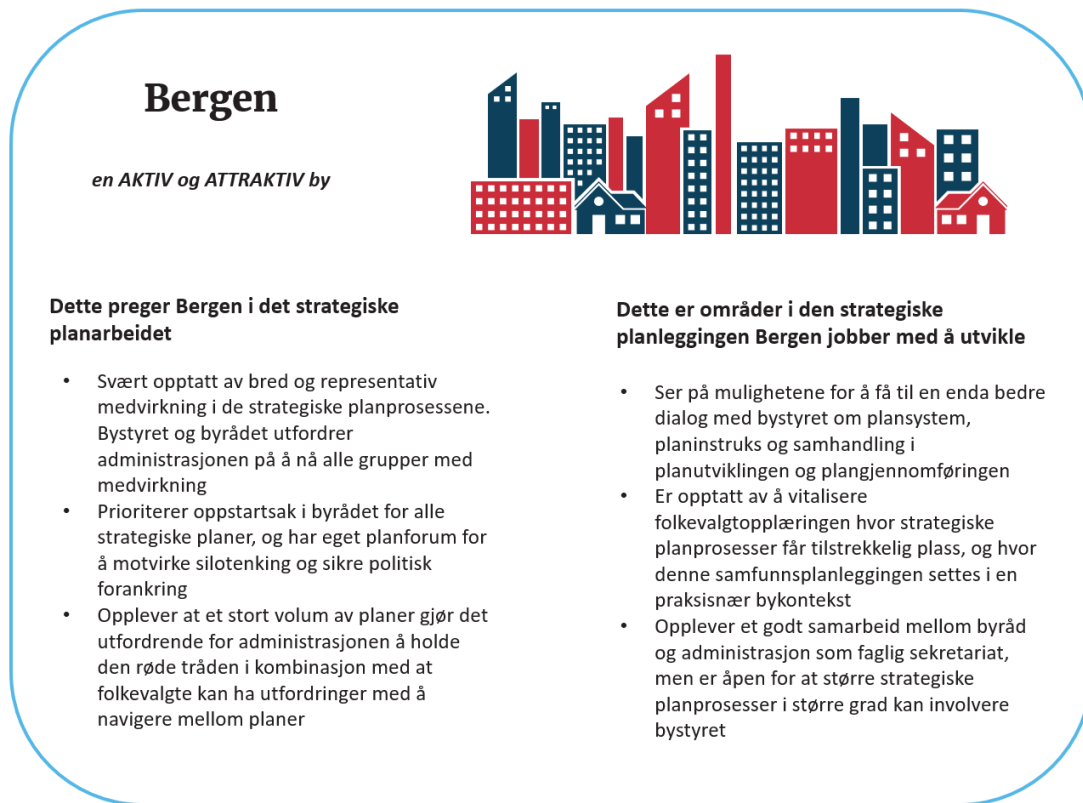 Bergen
en AKTIV og ATTRAKTIV by
Dette preger Bergen i det strategiske
planarbeidet
• Svært opptatt av bred og representativ
medvirkning i de strategiske planprosessene.
Bystyret og byrådet utfordrer
administrasjonen på å nå alle grupper med
medvirkning
• Prioriterer oppstartsak i byrådet for alle
strategiske planer, og har eget planforum for
å motvirke silotenking og sikre politisk
forankring
• Opplever at et stort volum av planer gjør det
utfordrende for administrasjonen å holde
den røde tråden i kombinasjon med at
folkevalgte kan ha utfordringer med å
navigere mellom planer
Dette er områder i den strategiske
planleggingen Bergen jobber med å utvikle
• Ser på mulighetene for å få til en enda bedre
dialog med bystyret om plansystem,
planinstruks og samhandling i
planutviklingen og plangjennomføringen
• Er opptatt av å vitalisere
folkevalgtopplæringen hvor strategiske
planprosesser får tilstrekkelig plass, og hvor
denne samfunnsplanleggingen settes i en
praksisnær bykontekst
• Opplever et godt samarbeid mellom byråd
og administrasjon som faglig sekretariat,
men er åpen for at større strategiske
planprosesser i større grad kan involvere
bystyret